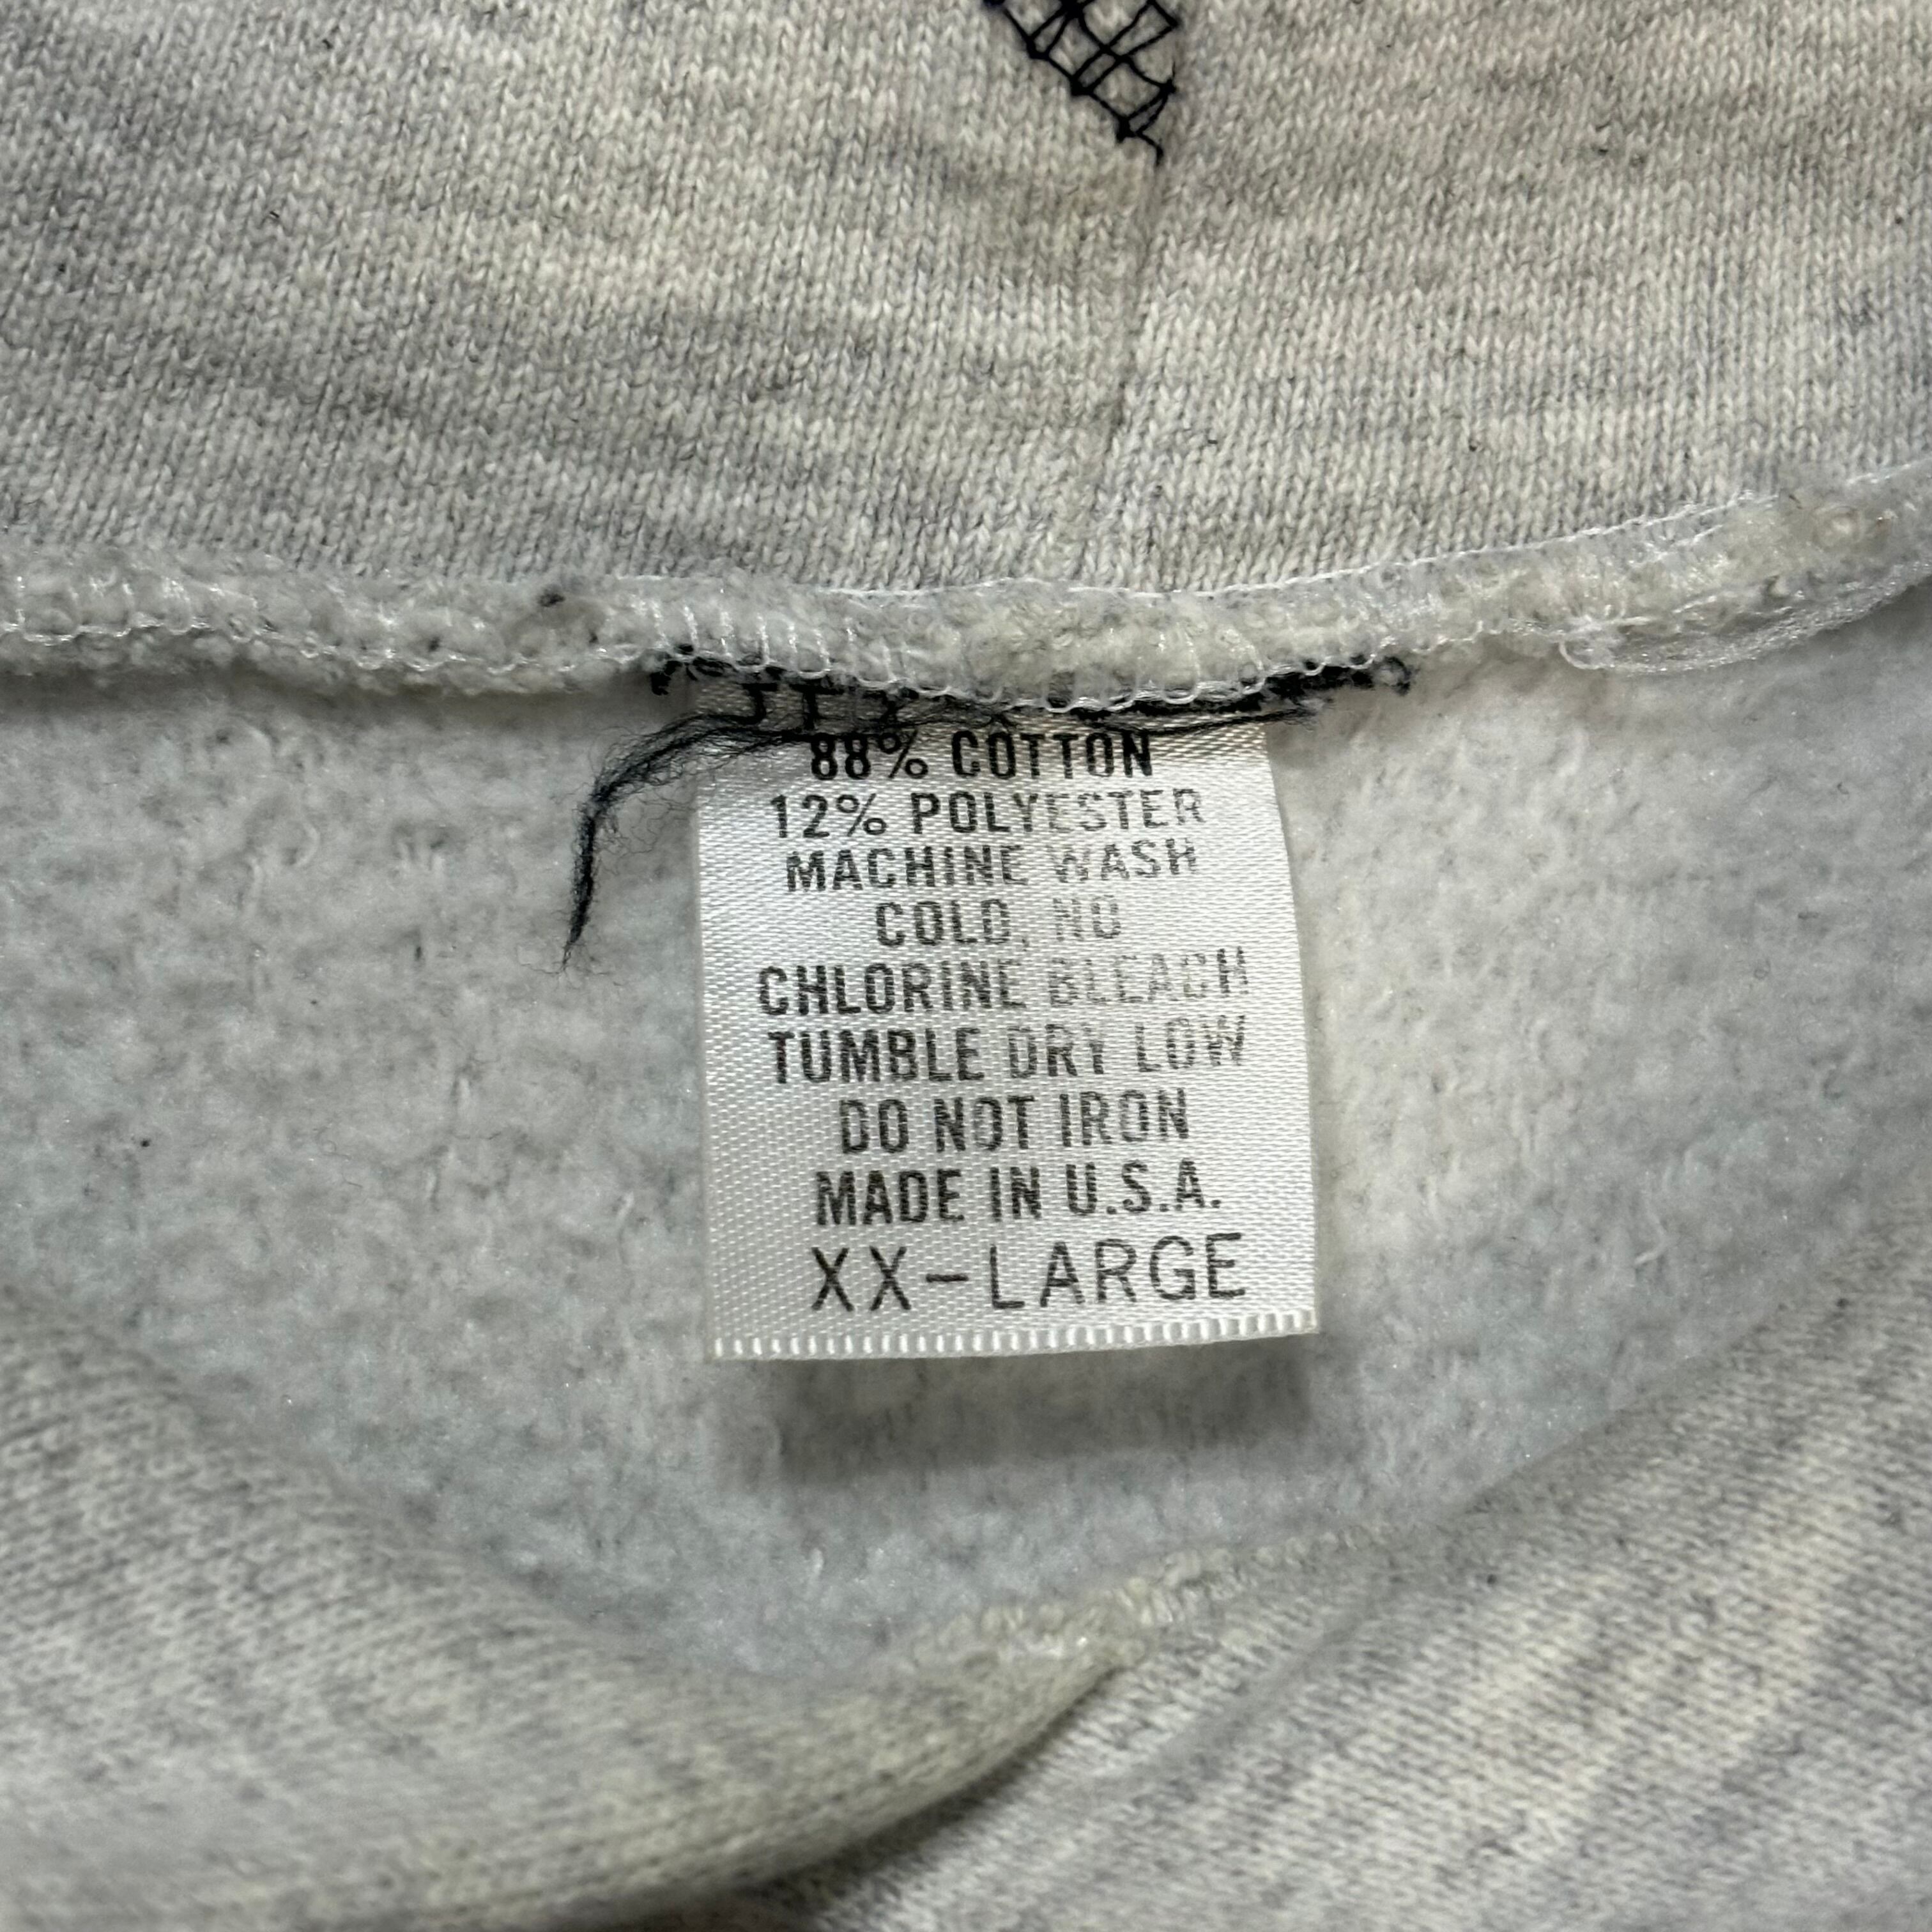 88% COTTON
12% POLYESTER
MACHINE WASH
COLD, NO
CHLORINE BLEACH
TUMBLE DRY LOW
DO NOT IRON
MADE IN U.S.A.
XX-LARGE